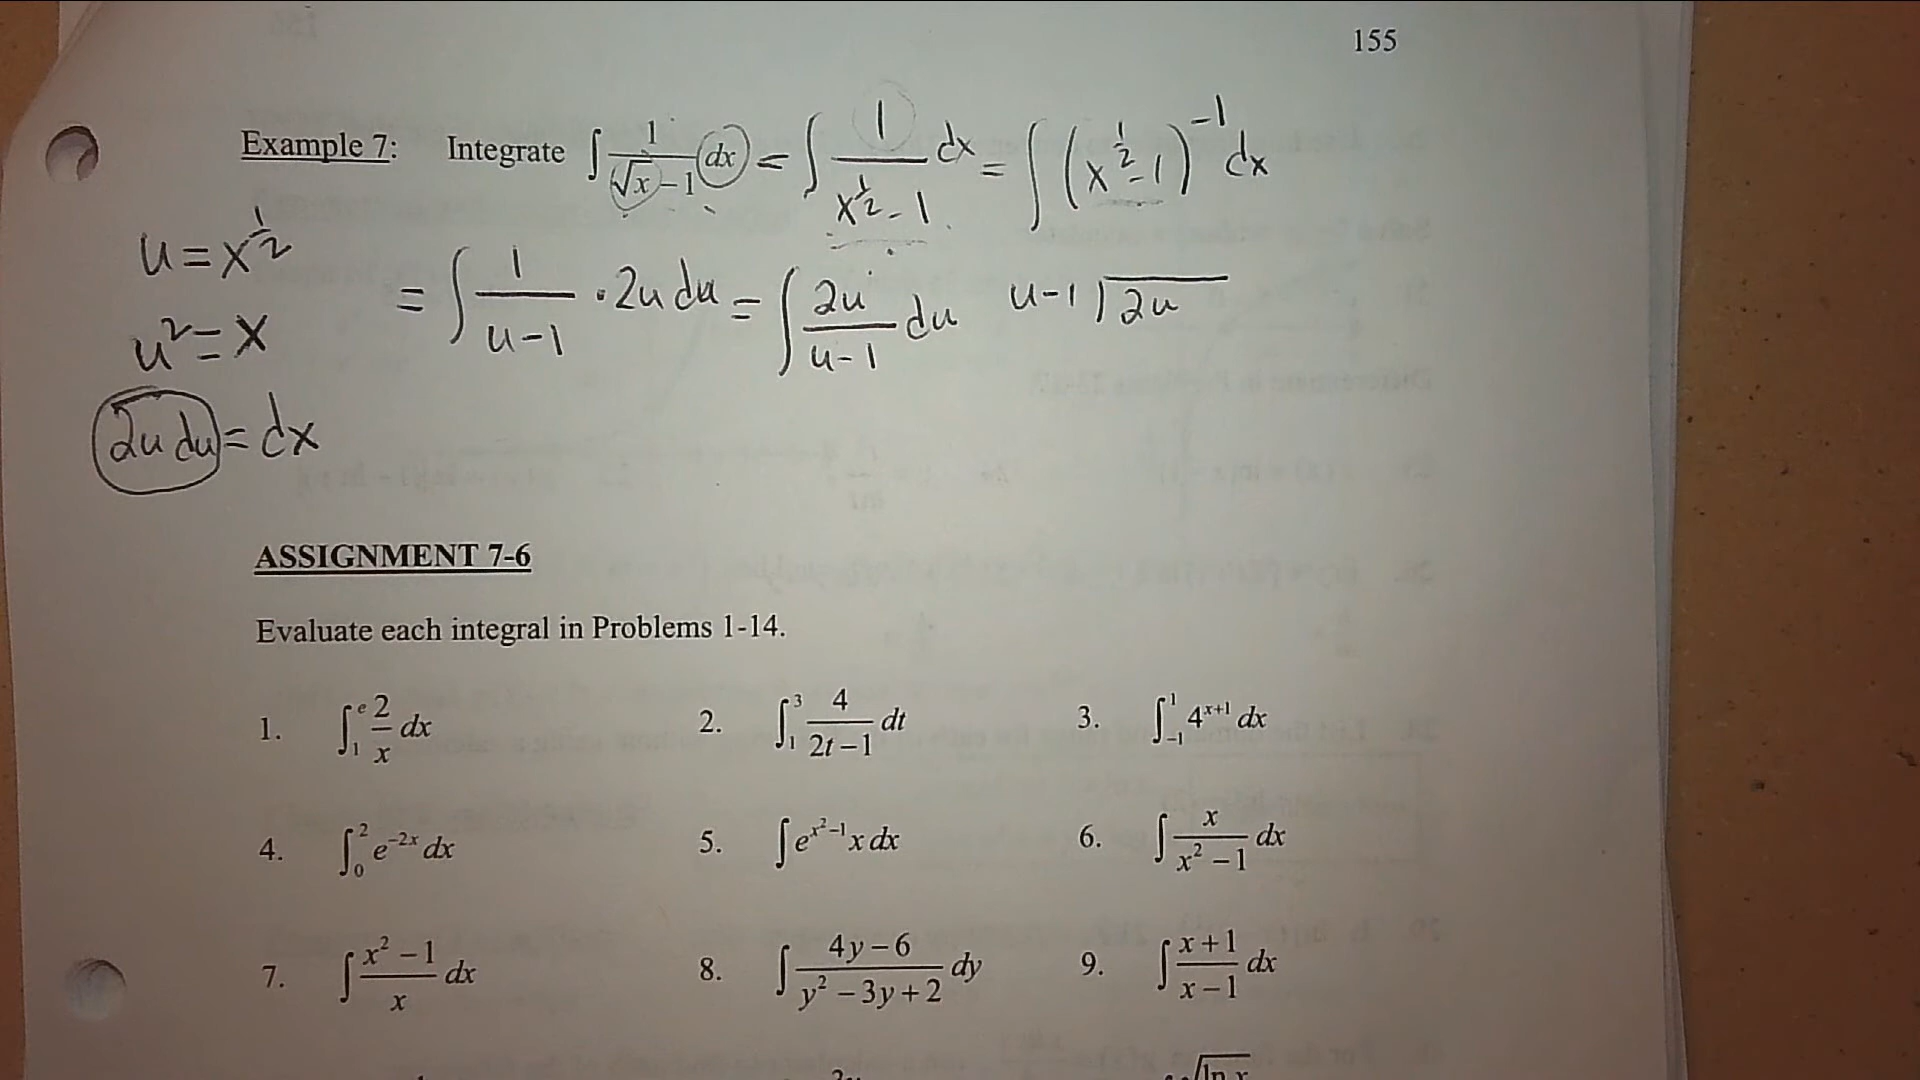 155
Example 7: Integrate ∫ 1/(√x − 1) dx = ∫ 1/(x^(1/2) − 1) dx = ∫ (x^(1/2) − 1)^(−1) dx
u = x^(1/2)
= ∫ 1/(u−1) · 2u du = ∫ 2u/(u−1) du u−1 ⟌ 2u
u² = x
2u du = dx
ASSIGNMENT 7-6
Evaluate each integral in Problems 1-14.
1. ∫₁^e 2/x dx 2. ∫₁³ 4/(2t−1) dt 3. ∫₋₁¹ 4^(x+1) dx
4. ∫₀² e^(−2x) dx 5. ∫ e^(x²−1) x dx 6. ∫ x/(x² − 1) dx
7. ∫ (x² − 1)/x dx 8. ∫ (4y − 6)/(y² − 3y + 2) dy 9. ∫ (x+1)/(x−1) dx
√ln x